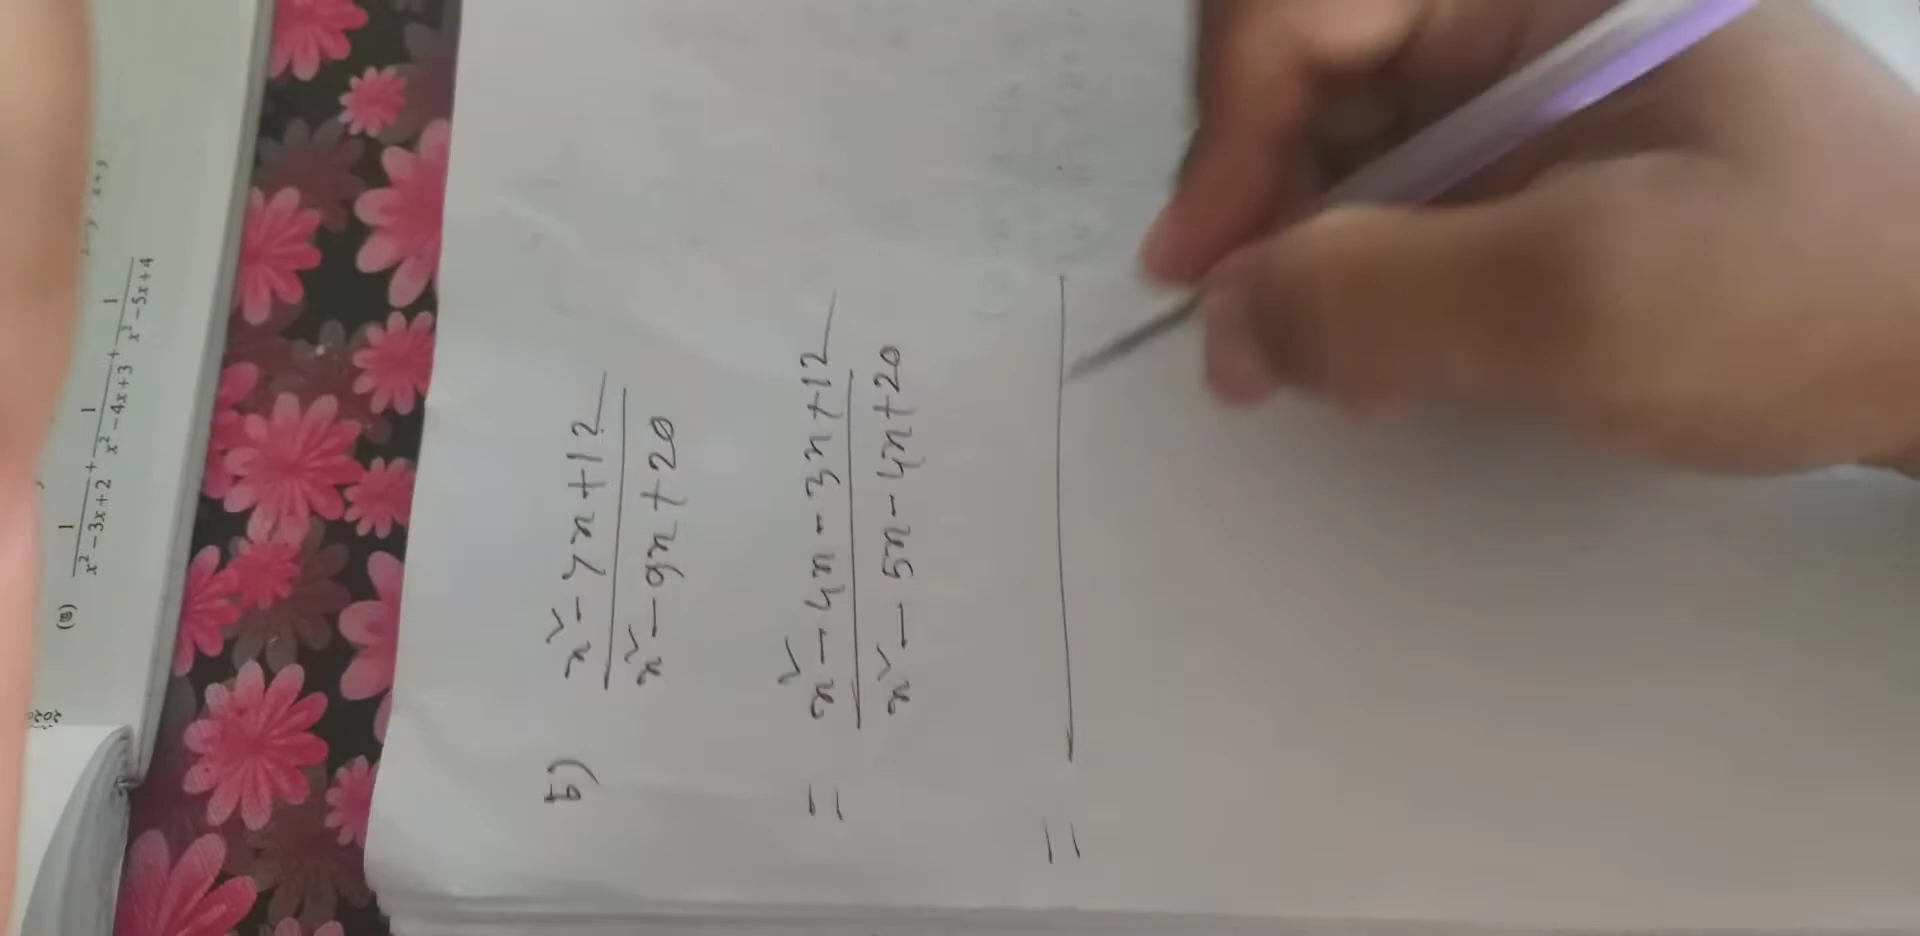 (ঙ) 1/(x² − 3x + 2) + 1/(x² − 4x + 3) + 1/(x² − 5x + 4)
b) x² − 7x + 12
x² − 9x + 20
= x² − 4x − 3x + 12
x² − 5x − 4x + 20
=